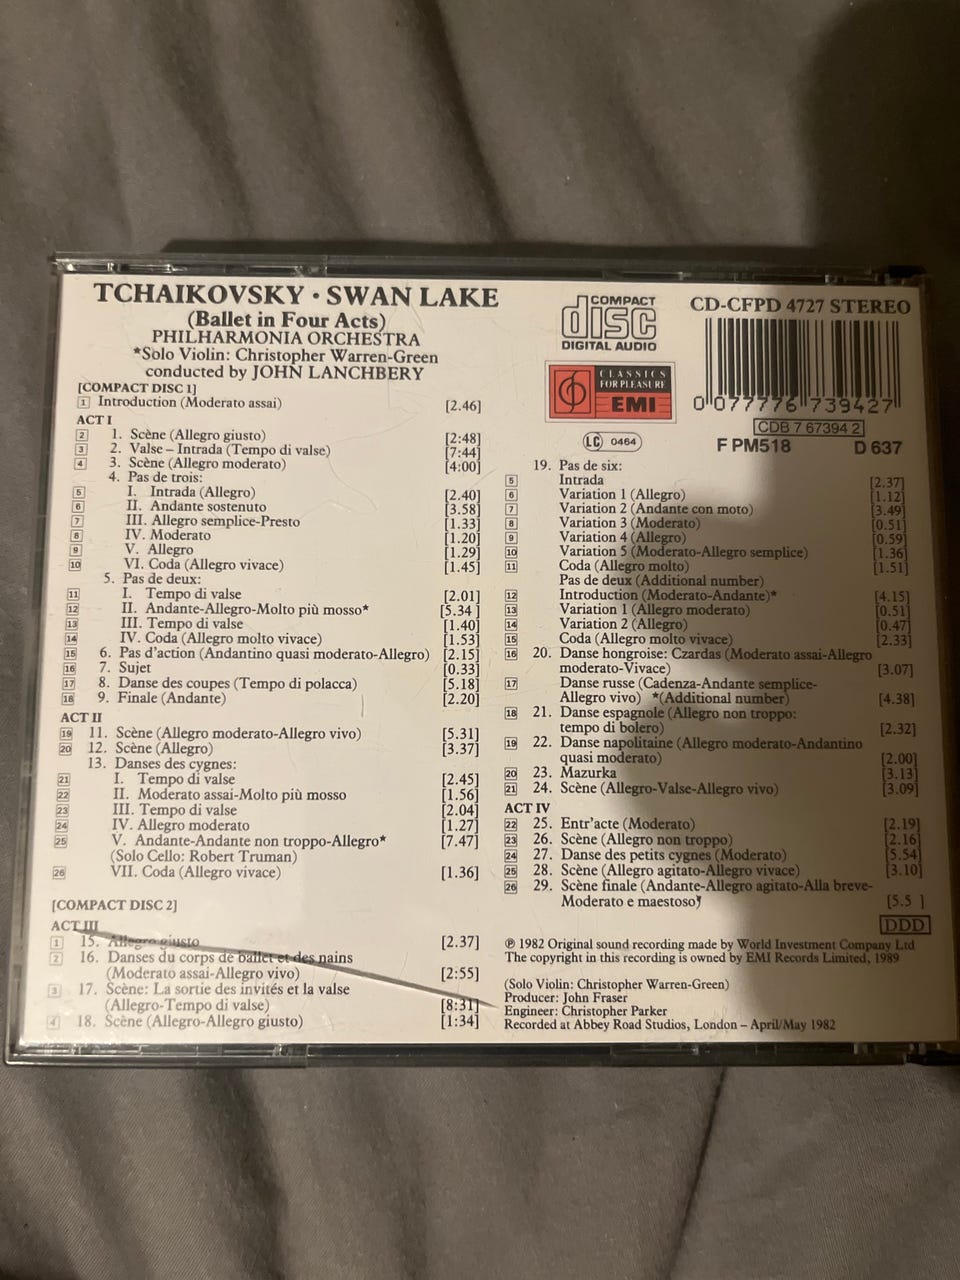 TCHAIKOVSKY · SWAN LAKE
(Ballet in Four Acts)
PHILHARMONIA ORCHESTRA
*Solo Violin: Christopher Warren-Green
conducted by JOHN LANCHBERY
[COMPACT DISC 1]
1 Introduction (Moderato assai) [2.46]
ACT I
2 1. Scène (Allegro giusto) [2:48]
3 2. Valse – Intrada (Tempo di valse) [7:44]
4 3. Scène (Allegro moderato) [4:00]
4. Pas de trois:
5 I. Intrada (Allegro) [2.40]
6 II. Andante sostenuto [3.58]
7 III. Allegro semplice-Presto [1.33]
8 IV. Moderato [1.20]
9 V. Allegro [1.29]
10 VI. Coda (Allegro vivace) [1.45]
5. Pas de deux:
11 I. Tempo di valse [2.01]
12 II. Andante-Allegro-Molto più mosso* [5.34 ]
13 III. Tempo di valse [1.40]
14 IV. Coda (Allegro molto vivace) [1.53]
15 6. Pas d'action (Andantino quasi moderato-Allegro) [2.15]
16 7. Sujet [0.33]
17 8. Danse des coupes (Tempo di polacca) [5.18]
18 9. Finale (Andante) [2.20]
ACT II
19 11. Scène (Allegro moderato-Allegro vivo) [5.31]
20 12. Scène (Allegro) [3.37]
13. Danses des cygnes:
21 I. Tempo di valse [2.45]
22 II. Moderato assai-Molto più mosso [1.56]
23 III. Tempo di valse [2.04]
24 IV. Allegro moderato [1.27]
25 V. Andante-Andante non troppo-Allegro* [7.47]
(Solo Cello: Robert Truman)
26 VII. Coda (Allegro vivace) [1.36]
[COMPACT DISC 2]
ACT III
1 15. Allegro giusto [2.37]
2 16. Danses du corps de ballet et des nains
(Moderato assai-Allegro vivo) [2:55]
3 17. Scène: La sortie des invités et la valse
(Allegro-Tempo di valse) [8:31]
4 18. Scène (Allegro-Allegro giusto) [1:34]
COMPACT
disc
DIGITAL AUDIO
CLASSICS
FOR PLEASURE
EMI
LC 0464
CD-CFPD 4727 STEREO
0 077776 739427
CDB 7 67394 2
F PM518 D 637
19. Pas de six:
5 Intrada [2.37]
6 Variation 1 (Allegro) [1.12]
7 Variation 2 (Andante con moto) [3.49]
8 Variation 3 (Moderato) [0.51]
9 Variation 4 (Allegro) [0.59]
10 Variation 5 (Moderato-Allegro semplice) [1.36]
11 Coda (Allegro molto) [1.51]
Pas de deux (Additional number)
12 Introduction (Moderato-Andante)* [4.15]
13 Variation 1 (Allegro moderato) [0.51]
14 Variation 2 (Allegro) [0.47]
15 Coda (Allegro molto vivace) [2.33]
16 20. Danse hongroise: Czardas (Moderato assai-Allegro
moderato-Vivace) [3.07]
17 Danse russe (Cadenza-Andante semplice-
Allegro vivo) *(Additional number) [4.38]
18 21. Danse espagnole (Allegro non troppo:
tempo di bolero) [2.32]
19 22. Danse napolitaine (Allegro moderato-Andantino
quasi moderato) [2.00]
20 23. Mazurka [3.13]
21 24. Scène (Allegro-Valse-Allegro vivo) [3.09]
ACT IV
22 25. Entr'acte (Moderato) [2.19]
23 26. Scène (Allegro non troppo) [2.16]
24 27. Danse des petits cygnes (Moderato) [5.54]
25 28. Scène (Allegro agitato-Allegro vivace) [3.10]
26 29. Scène finale (Andante-Allegro agitato-Alla breve-
Moderato e maestoso) [5.5 ]
DDD
℗ 1982 Original sound recording made by World Investment Company Ltd
The copyright in this recording is owned by EMI Records Limited, 1989
(Solo Violin: Christopher Warren-Green)
Producer: John Fraser
Engineer: Christopher Parker
Recorded at Abbey Road Studios, London – April/May 1982